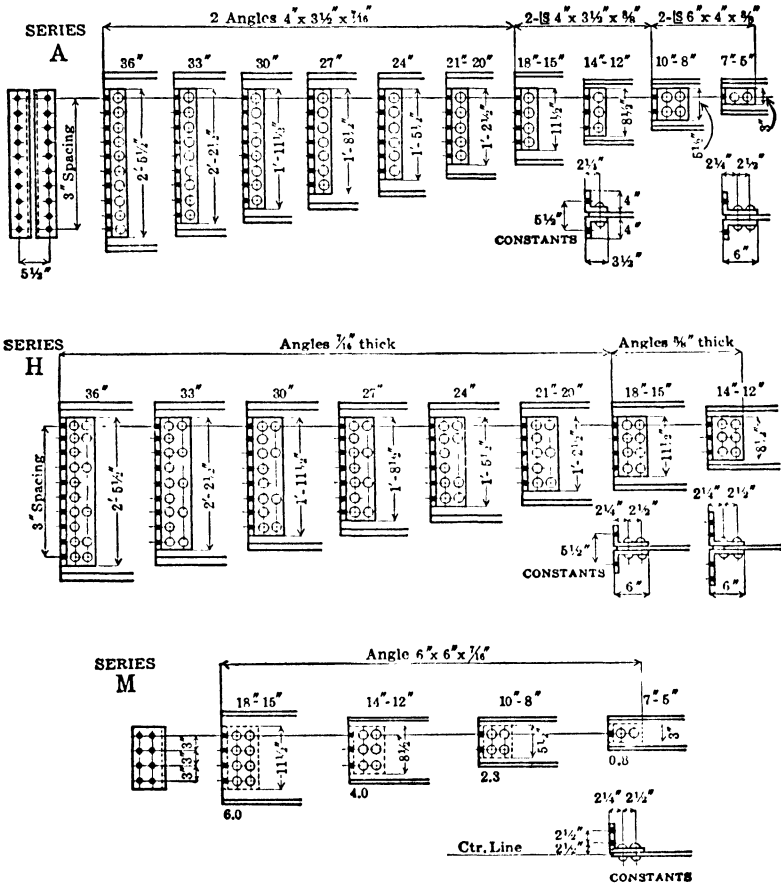 SERIES
A
2 Angles 4" x 3½" x 7/16"
2-Ls 4" x 3½" x ⅜"
2-Ls 6" x 4" x ⅜"
36" 33" 30" 27" 24" 21"-20" 18"-15" 14"-12" 10"-8" 7"-5"
3" Spacing
2'-5½" 2'-2½" 1'-11½" 1'-8½" 1'-5½" 1'-2½" 11½" 8½" 5½" 3"
5½"
2¼"
4"
5½"
4"
CONSTANTS
3½"
2¼" 2½"
6"
SERIES
H
Angles 7/16" thick
Angles ⅜" thick
36" 33" 30" 27" 24" 21"-20" 18"-15" 14"-12"
3" Spacing
2'-5½" 2'-2½" 1'-11½" 1'-8½" 1'-5½" 1'-2½" 11½" 8½"
2¼" 2½" 2¼" 2½"
5½"
CONSTANTS
6" 6"
SERIES
M
Angle 6" x 6" x 7/16"
18"-15" 14"-12" 10"-8" 7"-5"
3" 3" 3"
11½" 8½" 5½" 3"
6.0 4.0 2.3 0.8
2¼" 2½"
2½"
2½"
Ctr. Line
CONSTANTS